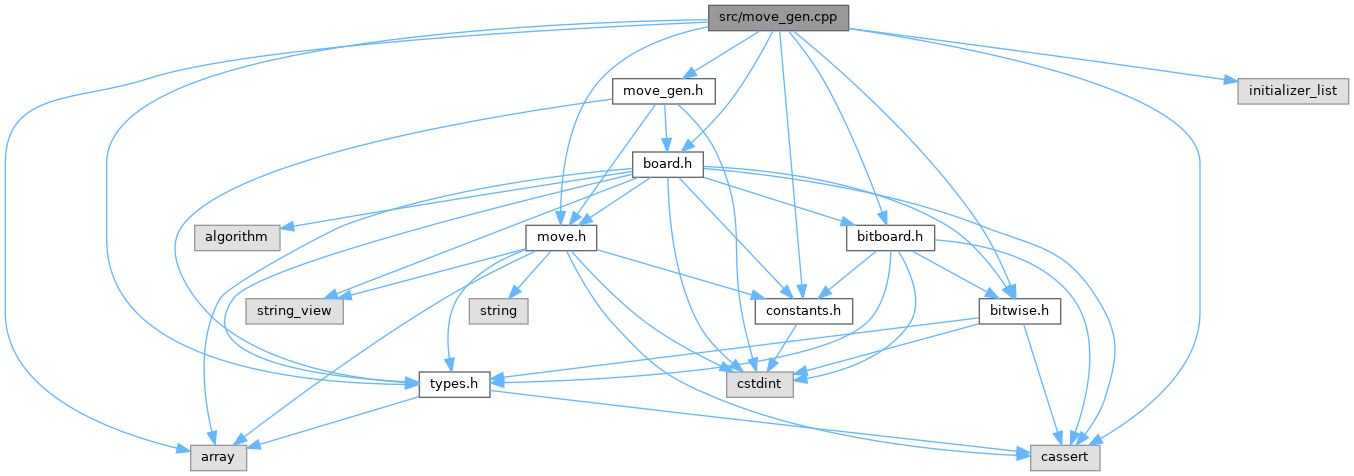 src/move_gen.cpp
move_gen.h
initializer_list
board.h
algorithm
move.h
bitboard.h
string_view
string
constants.h
bitwise.h
types.h
cstdint
array
cassert